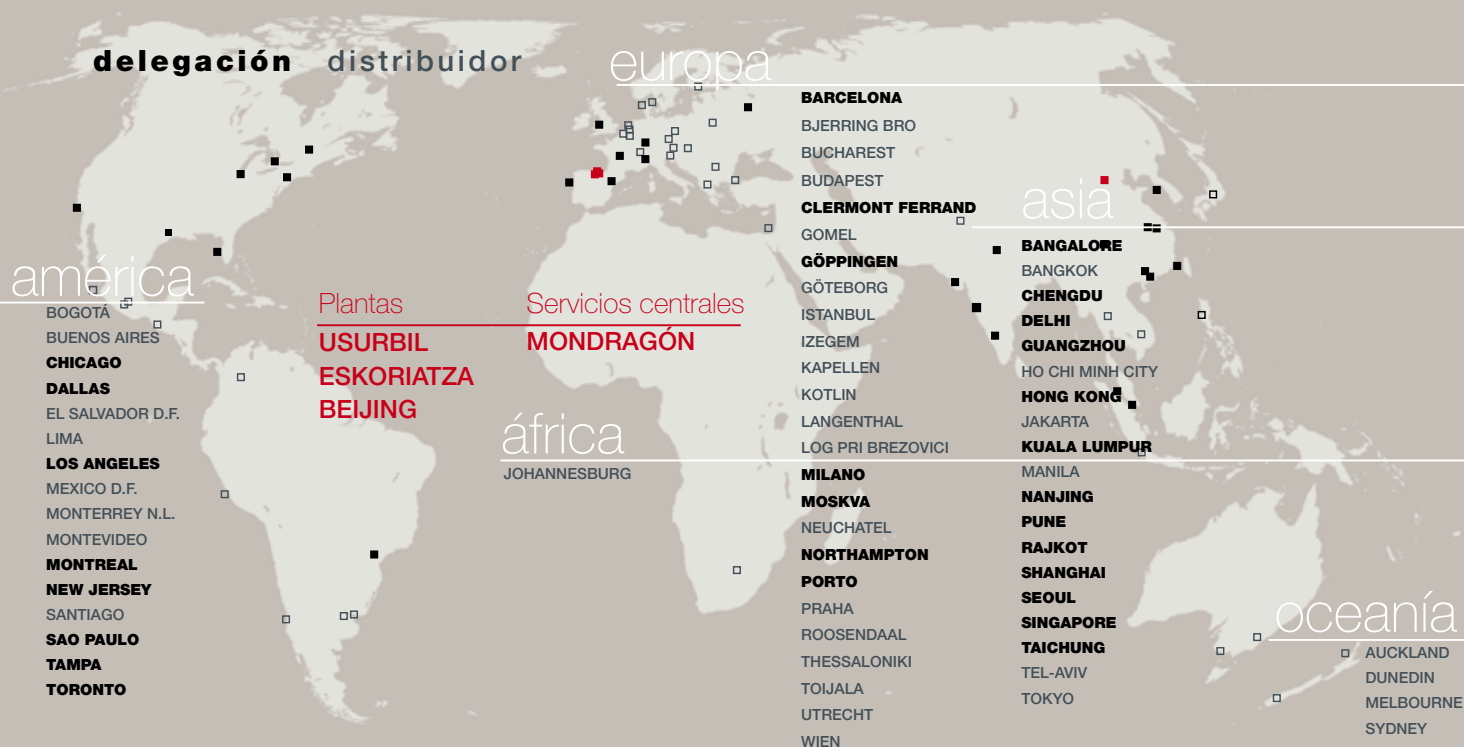 delegación distribuidor
europa
BARCELONA
BJERRING BRO
BUCHAREST
BUDAPEST
CLERMONT FERRAND
GOMEL
GÖPPINGEN
GÖTEBORG
ISTANBUL
IZEGEM
KAPELLEN
KOTLIN
LANGENTHAL
LOG PRI BREZOVICI
MILANO
MOSKVA
NEUCHATEL
NORTHAMPTON
PORTO
PRAHA
ROOSENDAAL
THESSALONIKI
TOIJALA
UTRECHT
WIEN
asia
BANGALORE
BANGKOK
CHENGDU
DELHI
GUANGZHOU
HO CHI MINH CITY
HONG KONG
JAKARTA
KUALA LUMPUR
MANILA
NANJING
PUNE
RAJKOT
SHANGHAI
SEOUL
SINGAPORE
TAICHUNG
TEL-AVIV
TOKYO
américa
BOGOTÁ
BUENOS AIRES
CHICAGO
DALLAS
EL SALVADOR D.F.
LIMA
LOS ANGELES
MEXICO D.F.
MONTERREY N.L.
MONTEVIDEO
MONTREAL
NEW JERSEY
SANTIAGO
SAO PAULO
TAMPA
TORONTO
Plantas
USURBIL
ESKORIATZA
BEIJING
Servicios centrales
MONDRAGÓN
áfrica
JOHANNESBURG
oceanía
AUCKLAND
DUNEDIN
MELBOURNE
SYDNEY